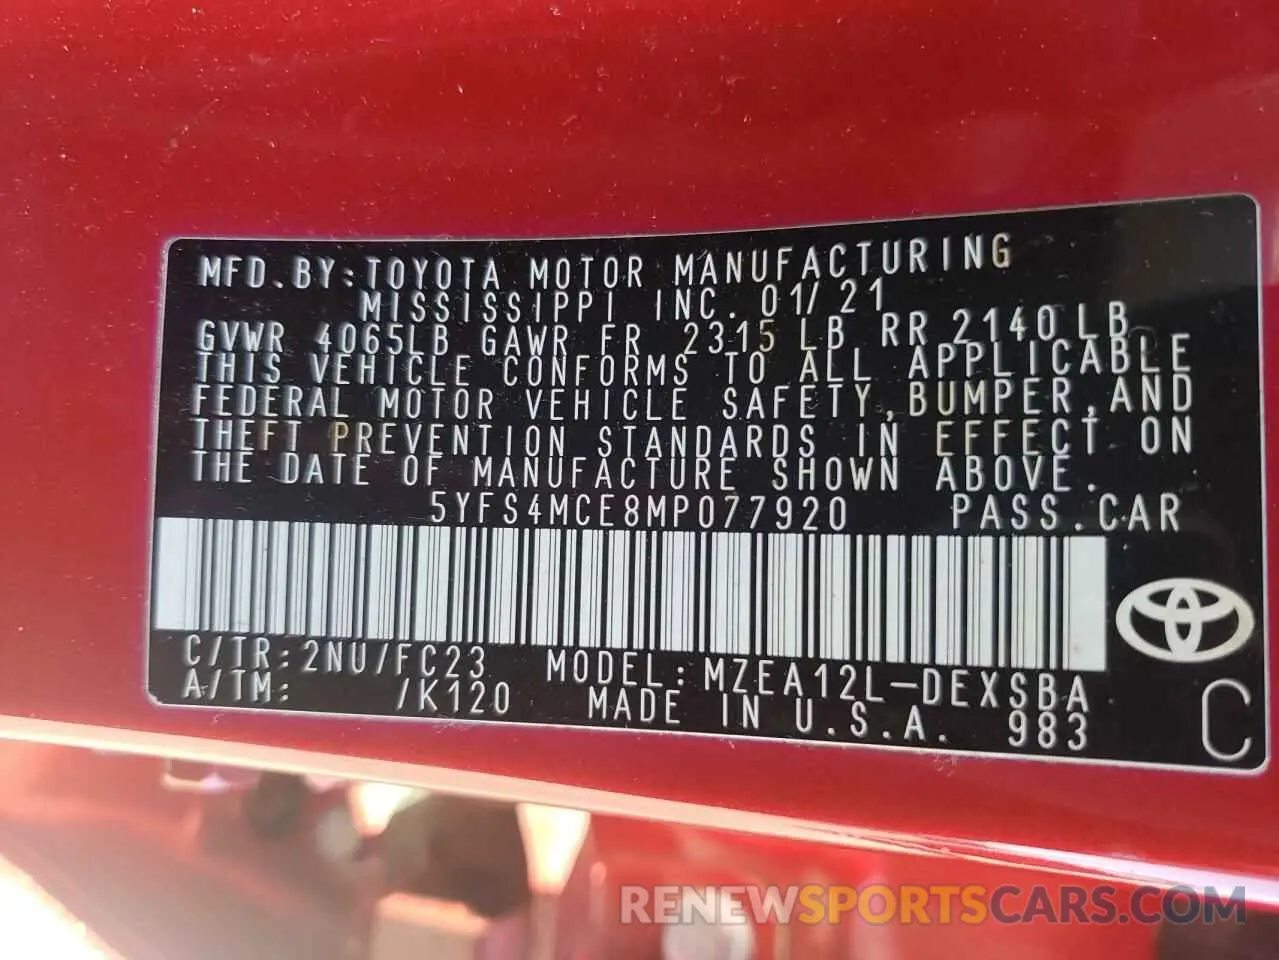 MFD.BY:TOYOTA MOTOR MANUFACTURING
MISSISSIPPI INC. 01/21
GVWR 4065LB GAWR FR 2315 LB RR 2140 LB
THIS VEHICLE CONFORMS TO ALL APPLICABLE
FEDERAL MOTOR VEHICLE SAFETY,BUMPER,AND
THEFT PREVENTION STANDARDS IN EFFECT ON
THE DATE OF MANUFACTURE SHOWN ABOVE.
5YFS4MCE8MP077920 PASS.CAR
C/TR:2NU/FC23 MODEL:MZEA12L-DEXSBA
A/TM: /K120 MADE IN U.S.A. 983
C
RENEWSPORTSCARS.COM